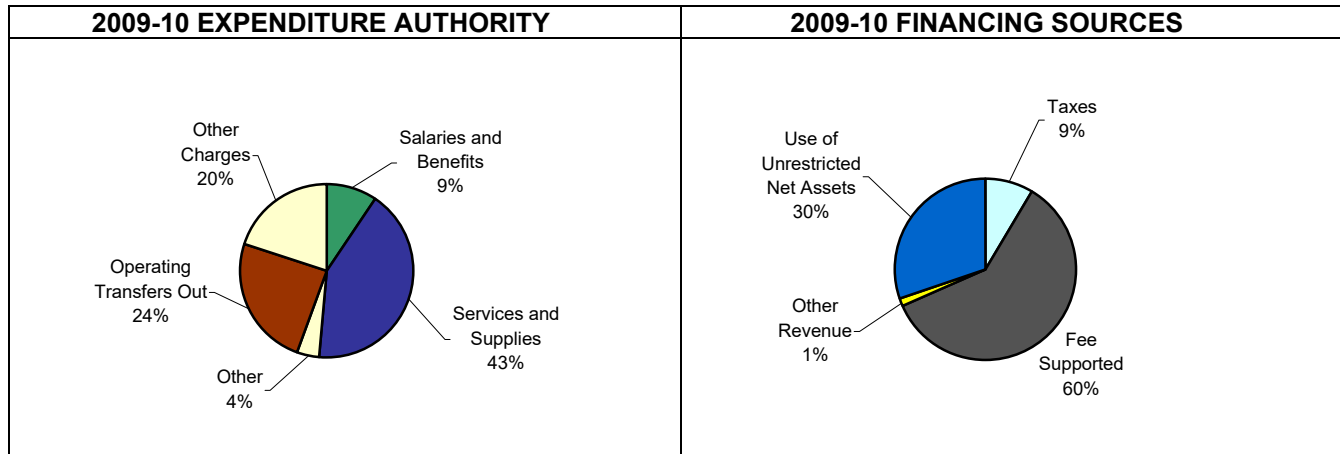 2009-10 EXPENDITURE AUTHORITY
Other
Charges
20%
Salaries and
Benefits
9%
Operating
Transfers Out
24%
Services and
Supplies
43%
Other
4%
2009-10 FINANCING SOURCES
Taxes
9%
Use of
Unrestricted
Net Assets
30%
Other
Revenue
1%
Fee
Supported
60%